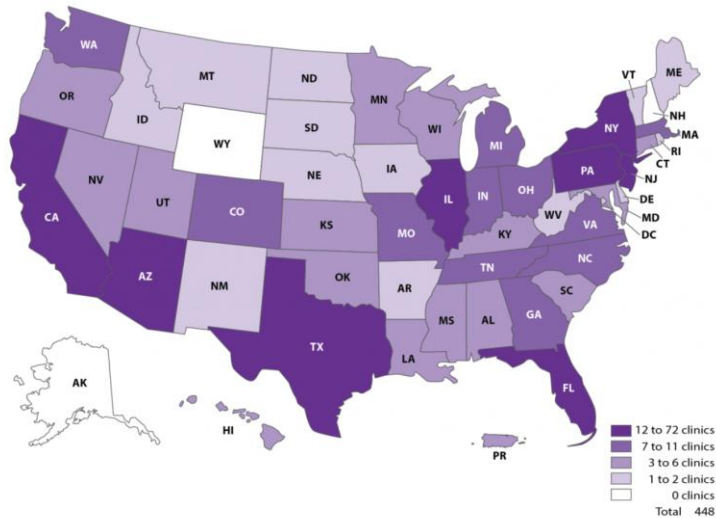 WA
OR
CA
NV
ID
MT
WY
UT
AZ
CO
NM
ND
SD
NE
KS
OK
TX
MN
IA
MO
AR
LA
WI
IL
MI
IN
OH
KY
TN
MS
AL
GA
FL
SC
NC
VA
WV
PA
NY
VT
ME
NH
MA
RI
CT
NJ
DE
MD
DC
AK
HI
PR
12 to 72 clinics
7 to 11 clinics
3 to 6 clinics
1 to 2 clinics
0 clinics
Total 448